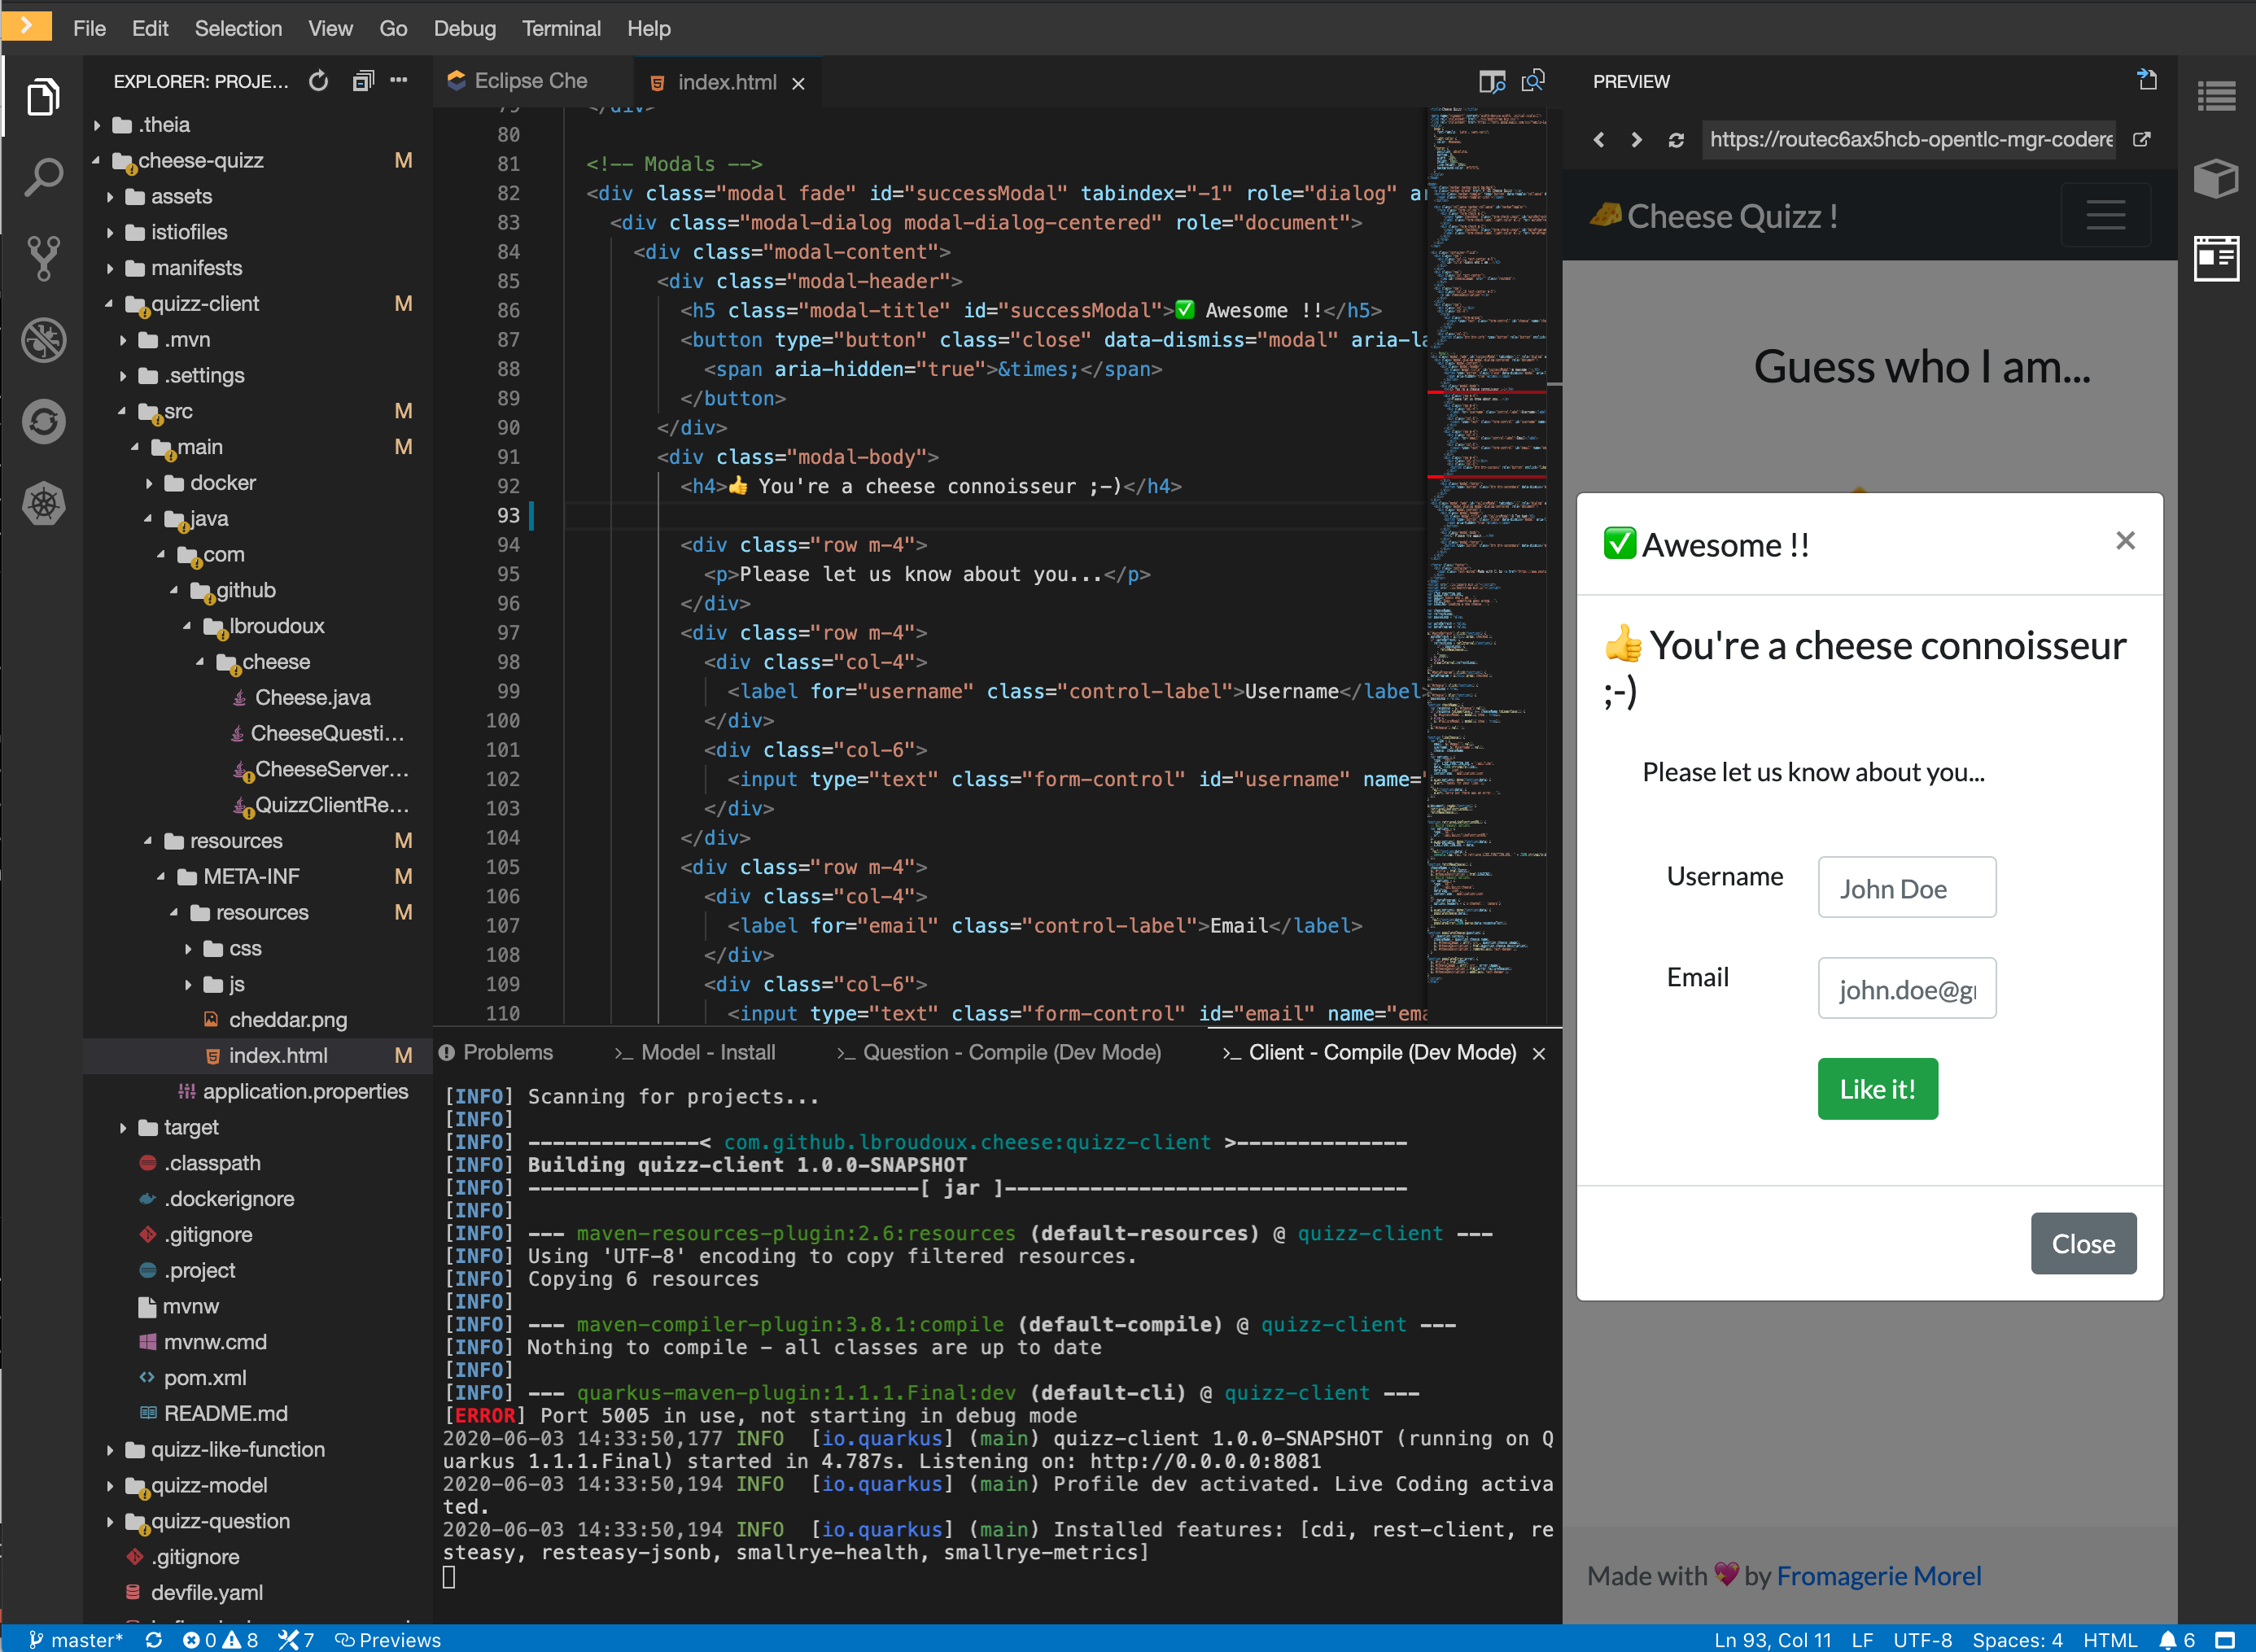 File Edit Selection View Go Debug Terminal Help
EXPLORER: PROJE...
.theia
cheese-quizz M
assets
istiofiles
manifests
quizz-client M
.mvn
.settings
src M
main M
docker
java
com
github
lbroudoux
cheese
Cheese.java
CheeseQuesti...
CheeseServer...
QuizzClientRe...
resources M
META-INF M
resources M
css
js
cheddar.png
index.html M
application.properties
target
.classpath
.dockerignore
.gitignore
.project
mvnw
mvnw.cmd
pom.xml
README.md
quizz-like-function
quizz-model
quizz-question
.gitignore
devfile.yaml
Eclipse Che index.html
79 </div>
80
81 <!-- Modals -->
82 <div class="modal fade" id="successModal" tabindex="-1" role="dialog" ar
83 <div class="modal-dialog modal-dialog-centered" role="document">
84 <div class="modal-content">
85 <div class="modal-header">
86 <h5 class="modal-title" id="successModal">✅ Awesome !!</h5>
87 <button type="button" class="close" data-dismiss="modal" aria-la
88 <span aria-hidden="true">&times;</span>
89 </button>
90 </div>
91 <div class="modal-body">
92 <h4>👍 You're a cheese connoisseur ;-)</h4>
93
94 <div class="row m-4">
95 <p>Please let us know about you...</p>
96 </div>
97 <div class="row m-4">
98 <div class="col-4">
99 <label for="username" class="control-label">Username</label>
100 </div>
101 <div class="col-6">
102 <input type="text" class="form-control" id="username" name="
103 </div>
104 </div>
105 <div class="row m-4">
106 <div class="col-4">
107 <label for="email" class="control-label">Email</label>
108 </div>
109 <div class="col-6">
110 <input type="text" class="form-control" id="email" name="ema
Problems >_ Model - Install >_ Question - Compile (Dev Mode) >_ Client - Compile (Dev Mode)
[INFO] Scanning for projects...
[INFO]
[INFO] --------------< com.github.lbroudoux.cheese:quizz-client >--------------
[INFO] Building quizz-client 1.0.0-SNAPSHOT
[INFO] --------------------------------[ jar ]---------------------------------
[INFO]
[INFO] --- maven-resources-plugin:2.6:resources (default-resources) @ quizz-client ---
[INFO] Using 'UTF-8' encoding to copy filtered resources.
[INFO] Copying 6 resources
[INFO]
[INFO] --- maven-compiler-plugin:3.8.1:compile (default-compile) @ quizz-client ---
[INFO] Nothing to compile - all classes are up to date
[INFO]
[INFO] --- quarkus-maven-plugin:1.1.1.Final:dev (default-cli) @ quizz-client ---
[ERROR] Port 5005 in use, not starting in debug mode
2020-06-03 14:33:50,177 INFO [io.quarkus] (main) quizz-client 1.0.0-SNAPSHOT (running on Q
uarkus 1.1.1.Final) started in 4.787s. Listening on: http://0.0.0.0:8081
2020-06-03 14:33:50,194 INFO [io.quarkus] (main) Profile dev activated. Live Coding activa
ted.
2020-06-03 14:33:50,194 INFO [io.quarkus] (main) Installed features: [cdi, rest-client, re
steasy, resteasy-jsonb, smallrye-health, smallrye-metrics]
PREVIEW
https://routec6ax5hcb-opentlc-mgr-codere
🧀 Cheese Quizz !
Guess who I am...
✅ Awesome !! ×
👍 You're a cheese connoisseur
;-)
Please let us know about you...
Username John Doe
Email john.doe@g
Like it!
Close
Made with 💖 by Fromagerie Morel
master* 0 8 7 Previews Ln 93, Col 11 LF UTF-8 Spaces: 4 HTML 6